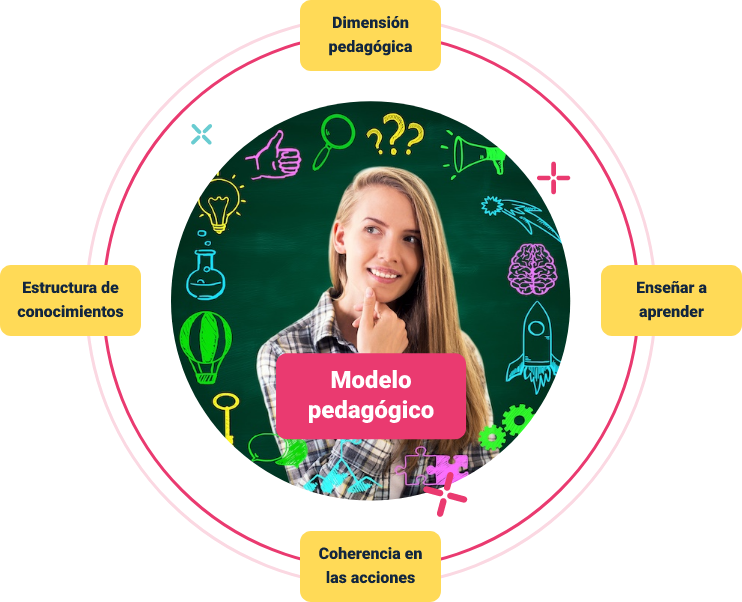 Dimensión
pedagógica
Estructura de
conocimientos
Enseñar a
aprender
Modelo
pedagógico
Coherencia en
las acciones